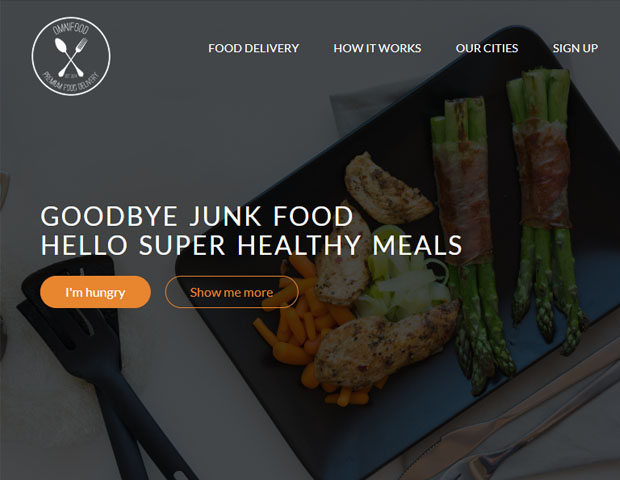 OMNIFOOD
PREMIUM FOOD DELIVERY
FOOD DELIVERY
HOW IT WORKS
OUR CITIES
SIGN UP
GOODBYE JUNK FOOD
HELLO SUPER HEALTHY MEALS
I'm hungry
Show me more